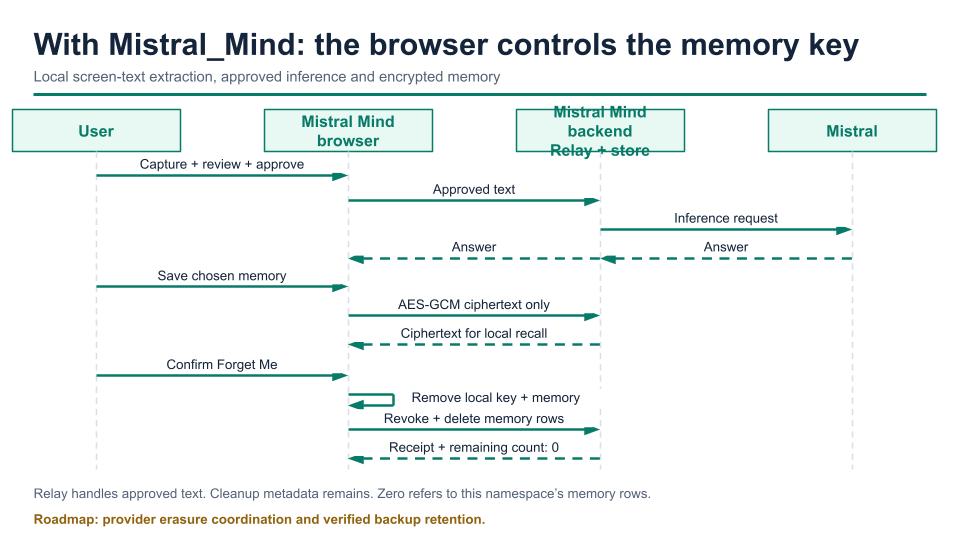 With Mistral_Mind: the browser controls the memory key
Local screen-text extraction, approved inference and encrypted memory
User
Mistral Mind
browser
Mistral Mind
backend
Relay + store
Mistral
Capture + review + approve
Approved text
Inference request
Answer
Answer
Save chosen memory
AES-GCM ciphertext only
Ciphertext for local recall
Confirm Forget Me
Remove local key + memory
Revoke + delete memory rows
Receipt + remaining count: 0
Relay handles approved text. Cleanup metadata remains. Zero refers to this namespace’s memory rows.
Roadmap: provider erasure coordination and verified backup retention.